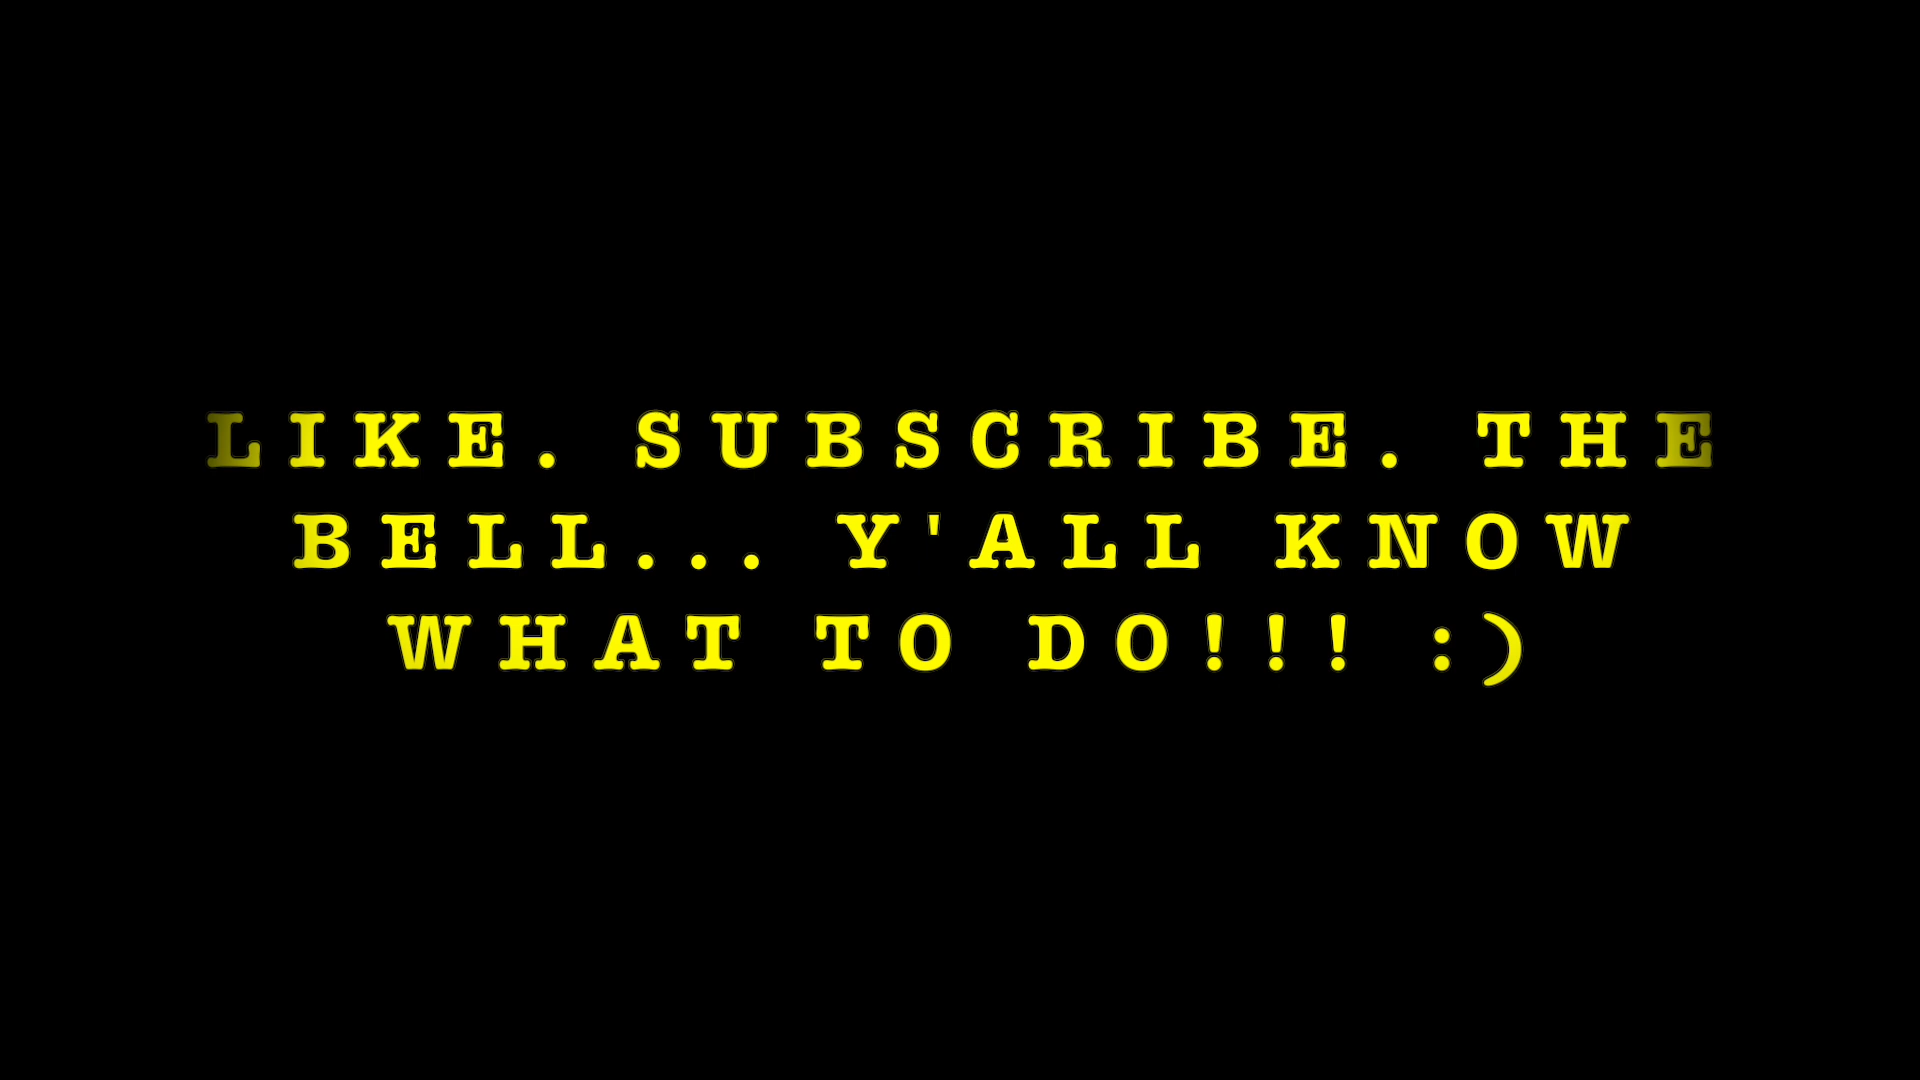 LIKE. SUBSCRIBE. THE
BELL... Y'ALL KNOW
WHAT TO DO!!! :)